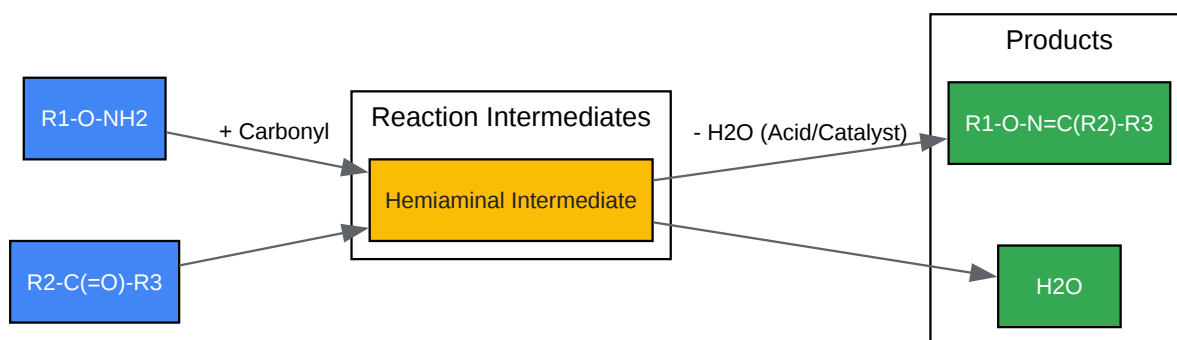 Products
R1-O-NH2
+ Carbonyl
Reaction Intermediates
- H2O (Acid/Catalyst)
R1-O-N=C(R2)-R3
Hemiaminal Intermediate
R2-C(=O)-R3
H2O